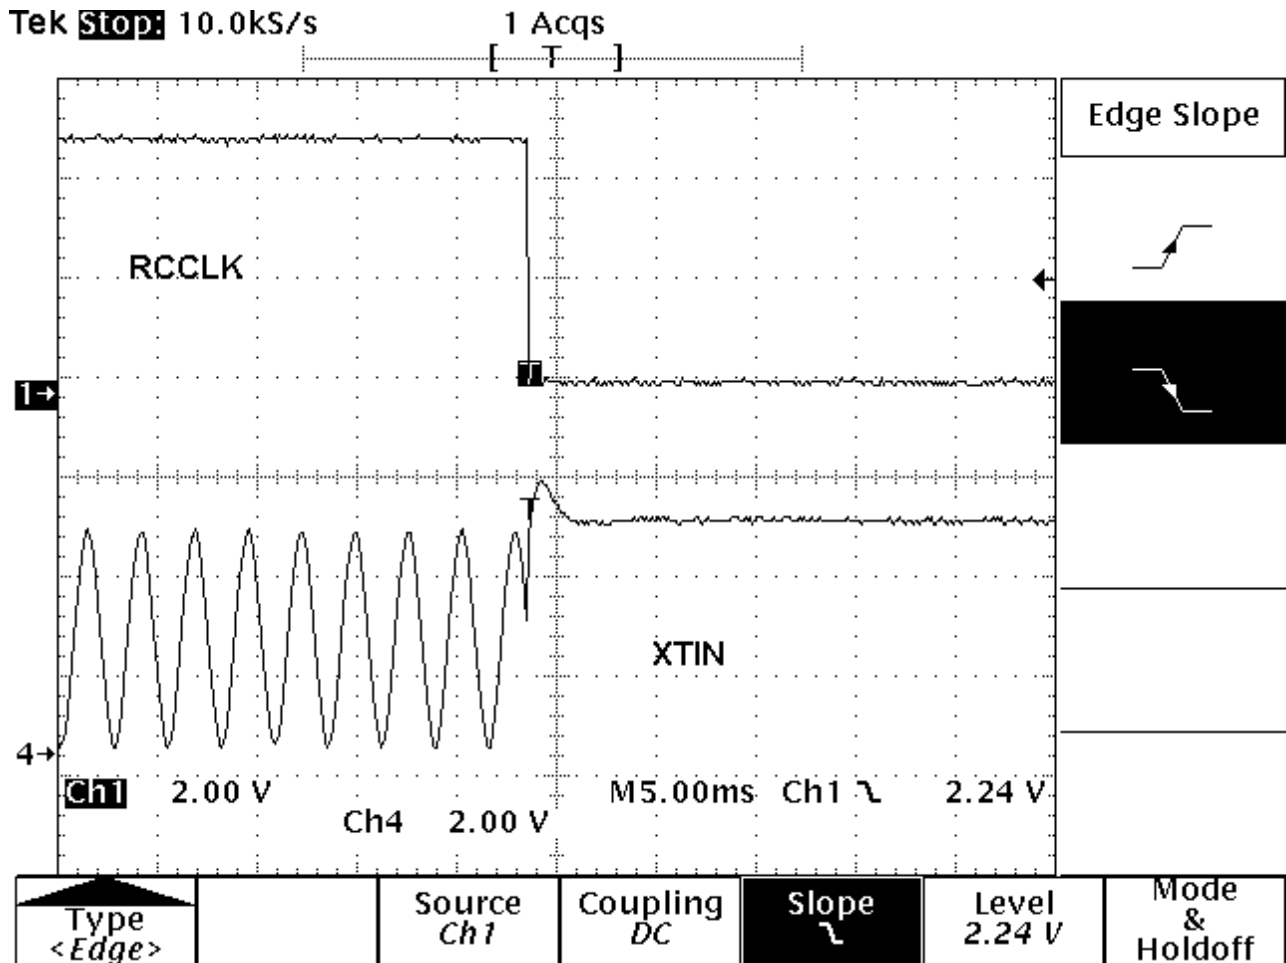 Tek Stop: 10.0kS/s 1 Acqs
[ T ]
Edge Slope
RCCLK
1→
T
XTIN
4→
Ch1 2.00 V M5.00ms Ch1 2.24 V
Ch4 2.00 V
Type
<Edge>
Source
Ch1
Coupling
DC
Slope
Level
2.24 V
Mode
&
Holdoff